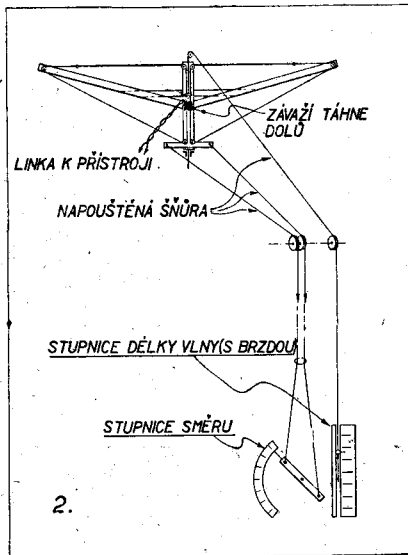 ZÁVAŽÍ TÁHNE
DOLŮ
LINKA K PŘÍSTROJI
NAPOUŠTĚNÁ ŠŇŮRA
STUPNICE DÉLKY VLNY(S BRZDOU)
STUPNICE SMĚRU
2.